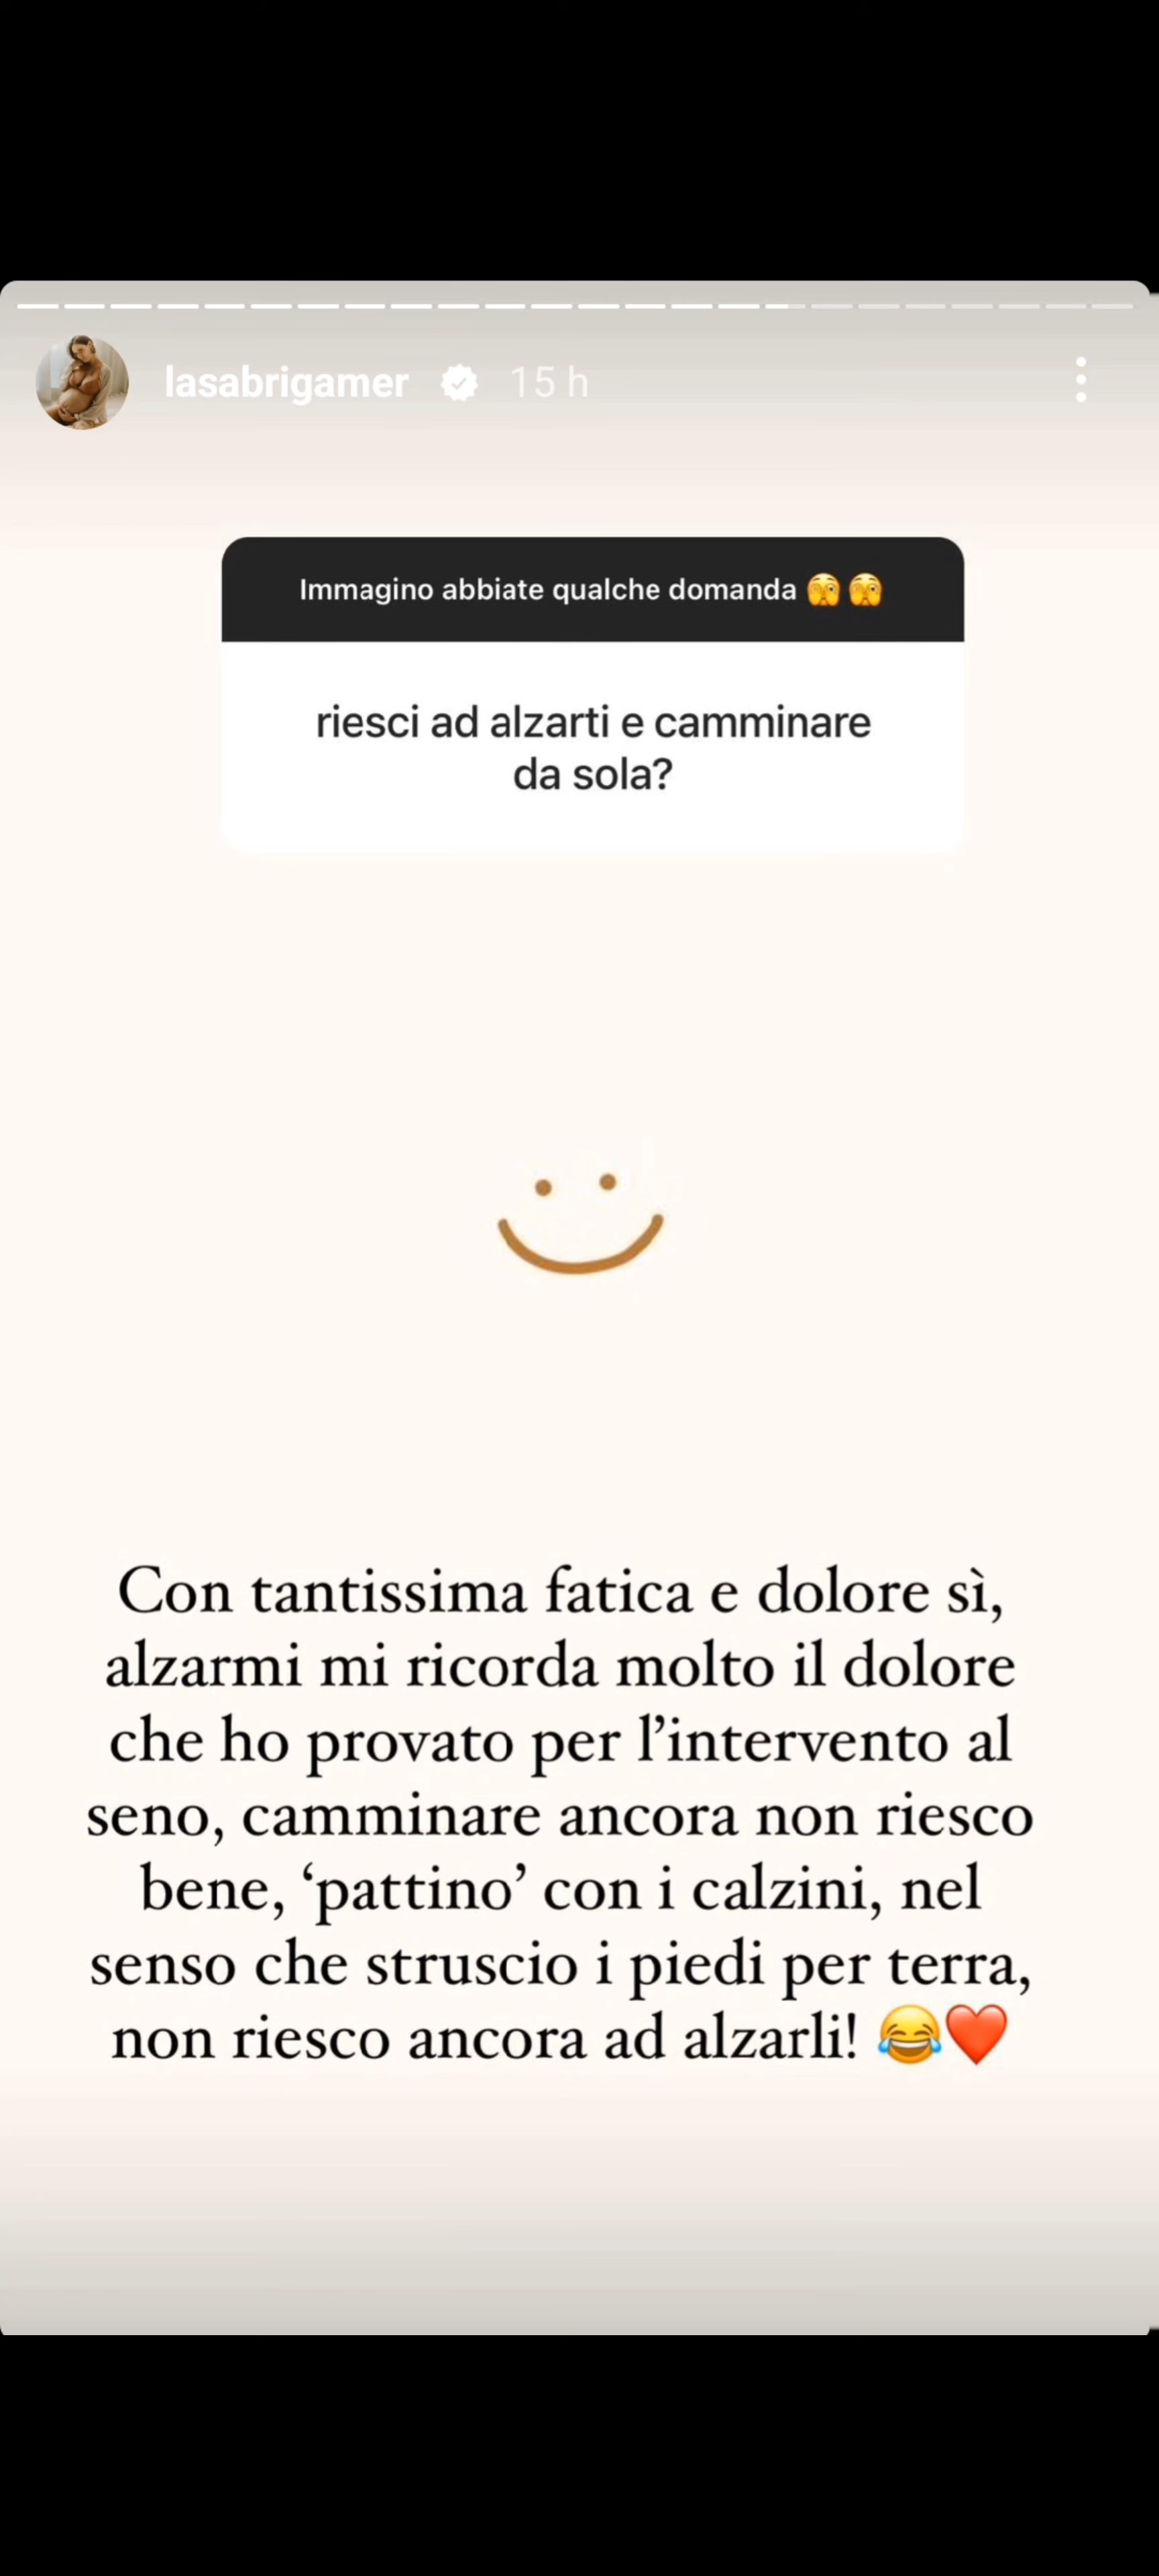 lasabrigamer 15 h
Immagino abbiate qualche domanda 🫣🫣
riesci ad alzarti e camminare
da sola?
Con tantissima fatica e dolore sì,
alzarmi mi ricorda molto il dolore
che ho provato per l’intervento al
seno, camminare ancora non riesco
bene, ‘pattino’ con i calzini, nel
senso che struscio i piedi per terra,
non riesco ancora ad alzarli! 😂❤️